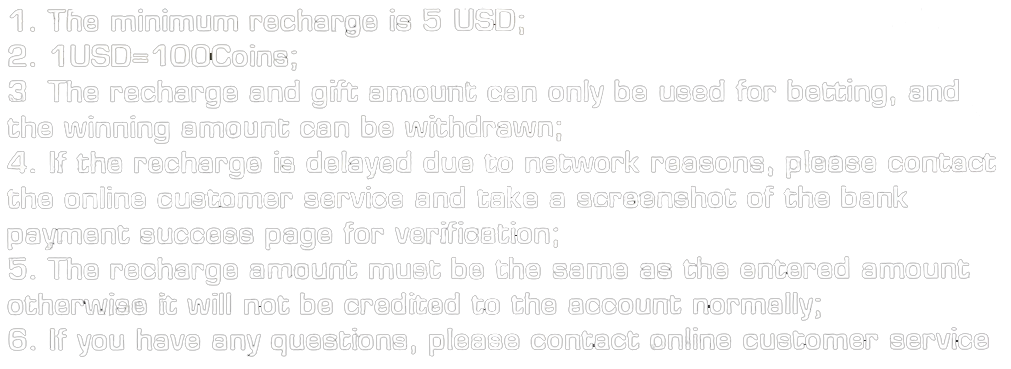 1. The minimum recharge is 5 USD;
2. 1USD=100Coins;
3 The recharge and gift amount can only be used for betting, and
the winning amount can be withdrawn;
4. If the recharge is delayed due to network reasons, please contact
the online customer service and take a screenshot of the bank
payment success page for verification;
5. The recharge amount must be the same as the entered amount
otherwise it will not be credited to the account normally;
6. If you have any questions, please contact online customer service